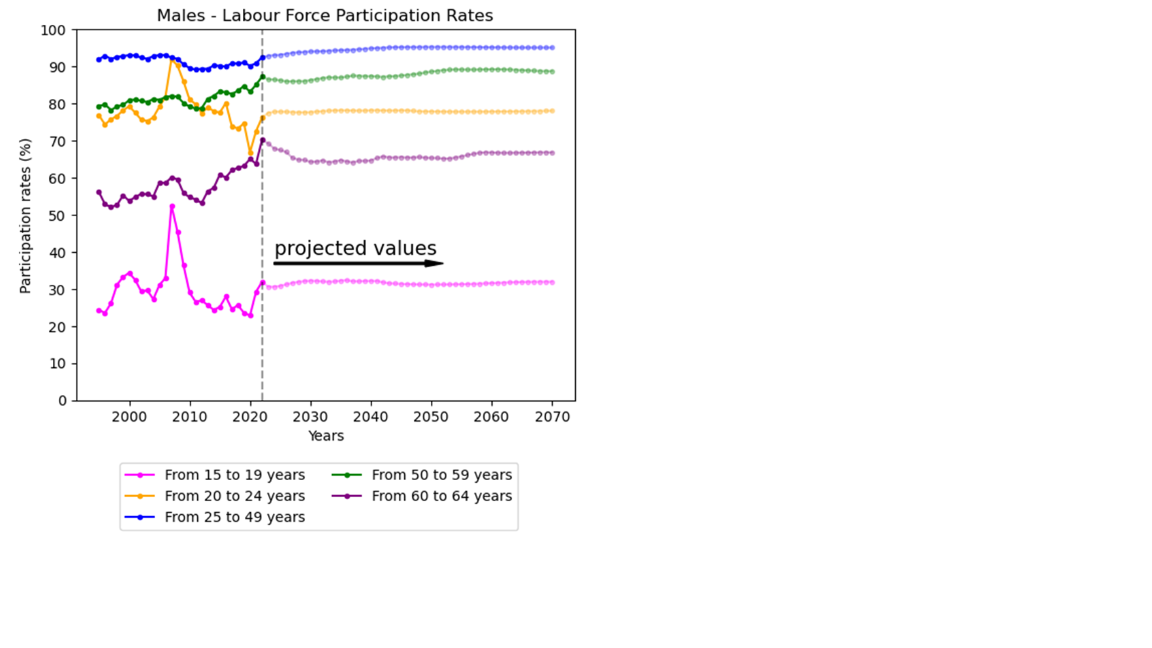 Males - Labour Force Participation Rates
100
90
80
70
60
50
40
30
20
10
0
Participation rates (%)
projected values
2000 2010 2020 2030 2040 2050 2060 2070
Years
From 15 to 19 years
From 20 to 24 years
From 25 to 49 years
From 50 to 59 years
From 60 to 64 years